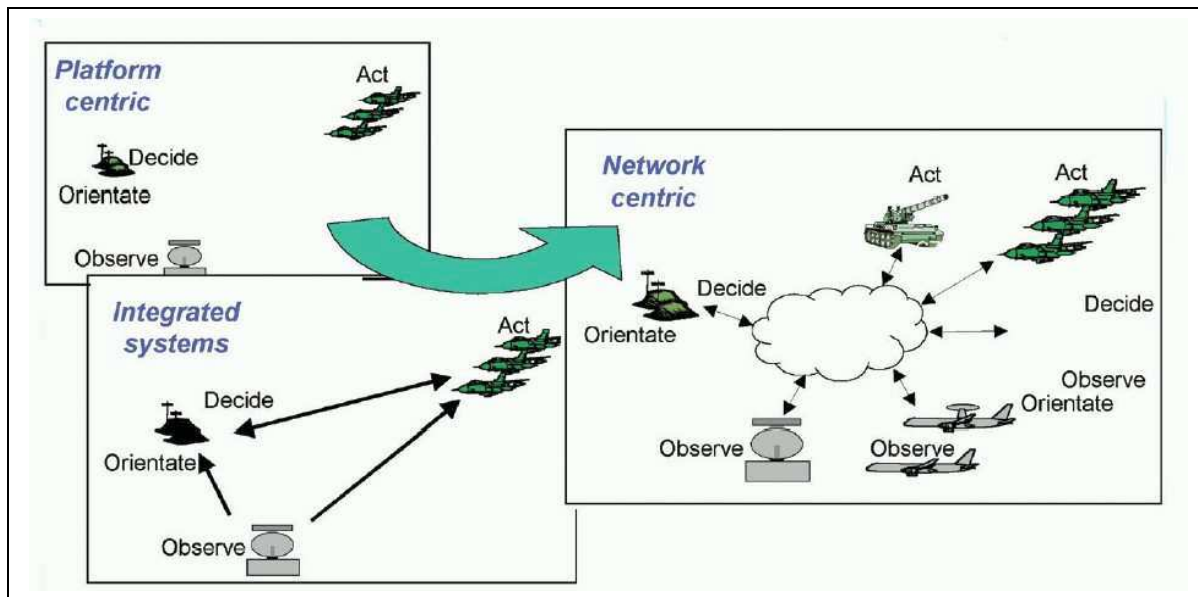 Platform
centric
Act
Decide
Orientate
Observe
Integrated
systems
Act
Decide
Orientate
Observe
Network
centric
Act
Act
Decide
Orientate
Decide
Observe
Orientate
Observe
Observe